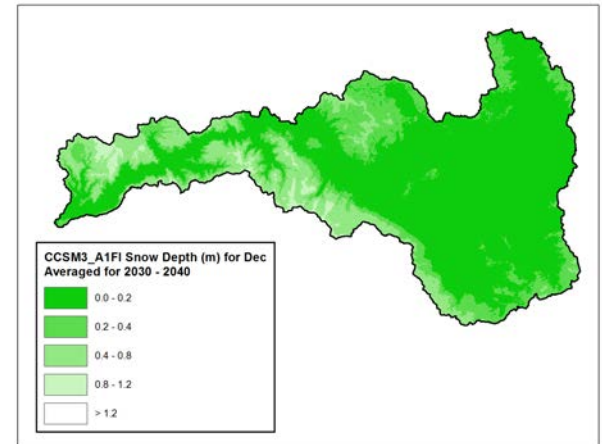 CCSM3_A1FI Snow Depth (m) for Dec
Averaged for 2030 - 2040
0.0 - 0.2
0.2 - 0.4
0.4 - 0.8
0.8 - 1.2
> 1.2